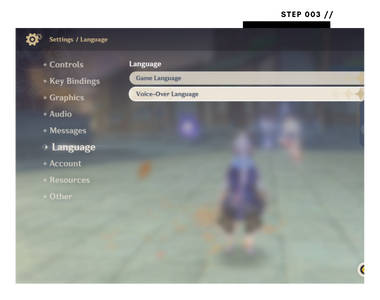 STEP 003 //
Settings / Language
Controls
Key Bindings
Graphics
Audio
Messages
Language
Account
Resources
Other
Language
Game Language
Voice-Over Language